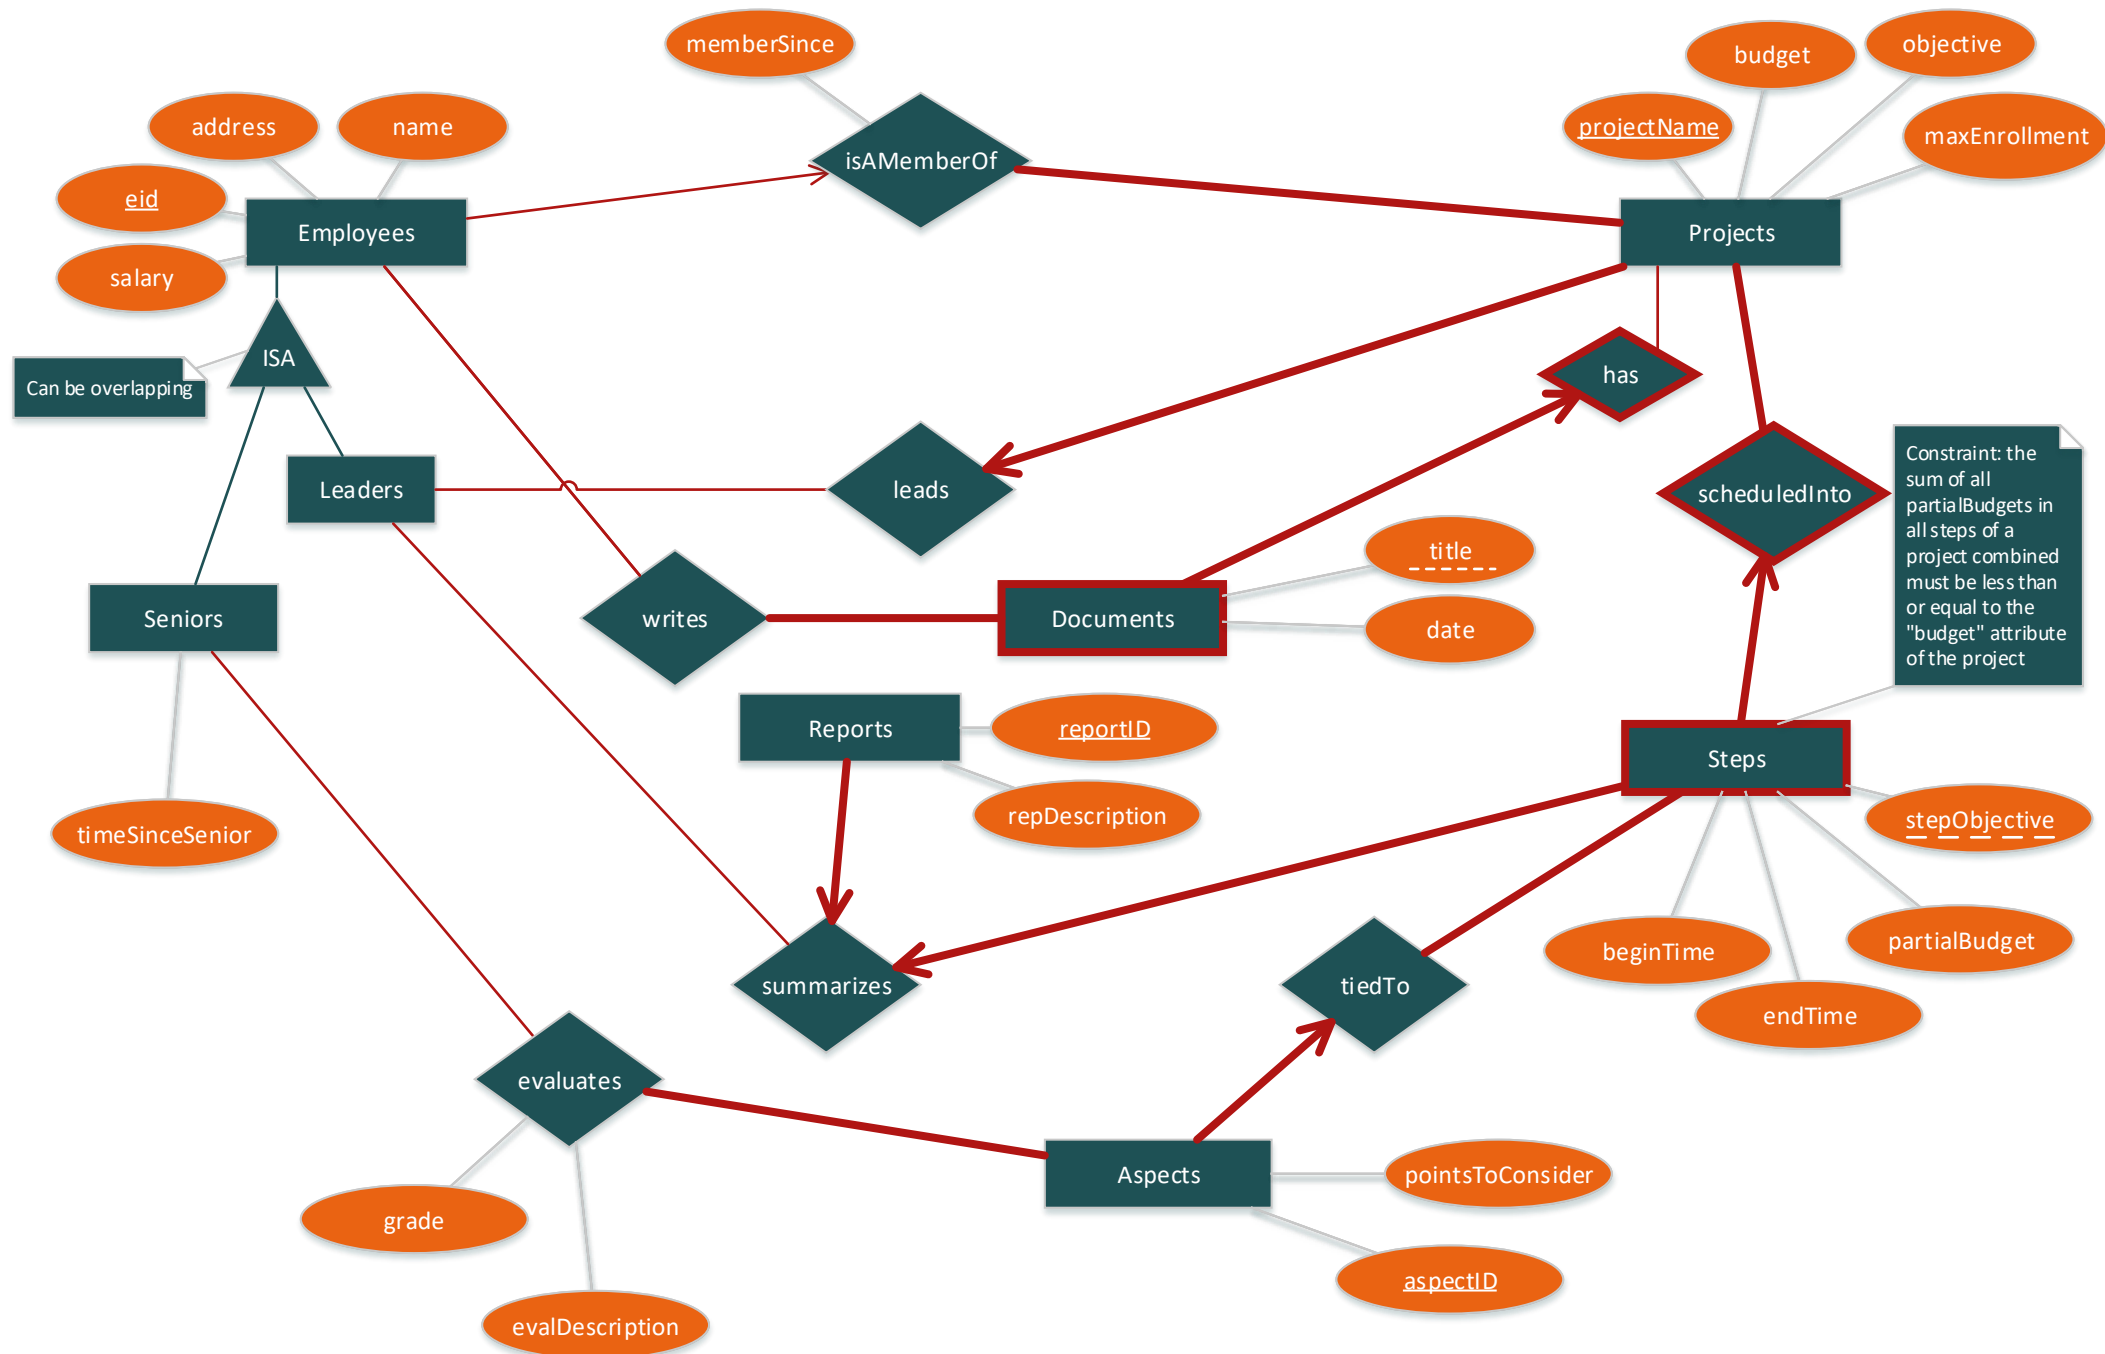 memberSince
budget
objective
address
name
projectName
maxEnrollment
isAMemberOf
eid
Employees
Projects
salary
ISA
Can be overlapping
has
Leaders
leads
scheduledInto
Constraint: the
sum of all
partialBudgets in
all steps of a
project combined
must be less than
or equal to the
"budget" attribute
of the project
title
Seniors
writes
Documents
date
Reports
reportID
Steps
repDescription
stepObjective
timeSinceSenior
beginTime
partialBudget
summarizes
tiedTo
endTime
evaluates
Aspects
pointsToConsider
grade
aspectID
evalDescription